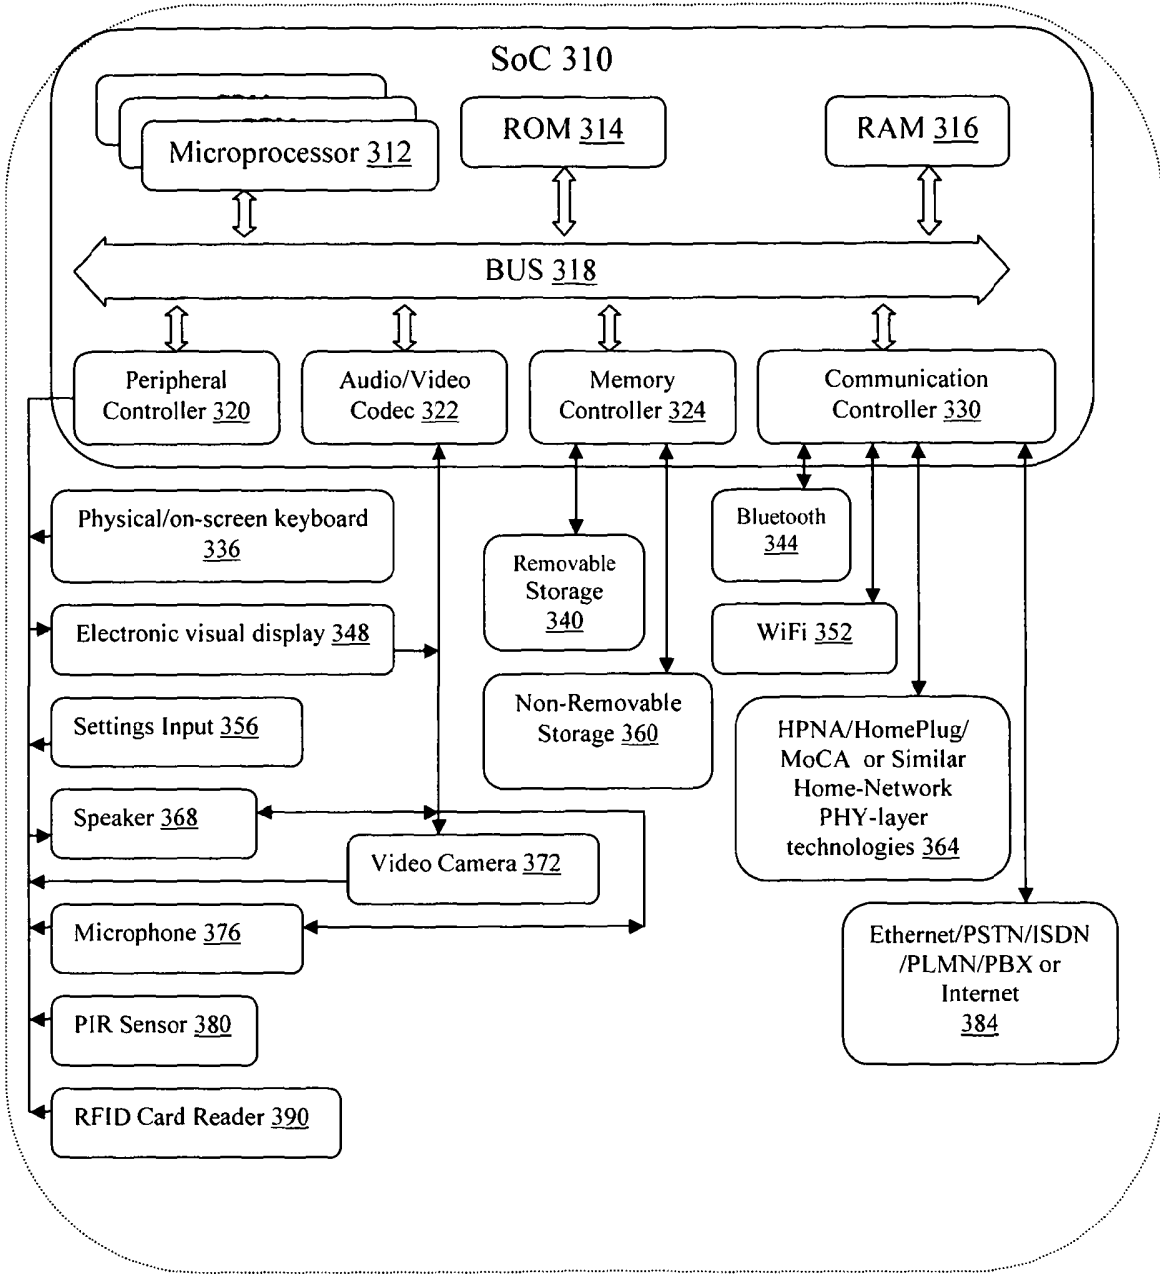 SoC 310
Microprocessor 312
ROM 314
RAM 316
BUS 318
Peripheral
Controller 320
Audio/Video
Codec 322
Memory
Controller 324
Communication
Controller 330
Physical/on-screen keyboard
336
Electronic visual display 348
Settings Input 356
Speaker 368
Video Camera 372
Microphone 376
PIR Sensor 380
RFID Card Reader 390
Removable
Storage
340
Non-Removable
Storage 360
Bluetooth
344
WiFi 352
HPNA/HomePlug/
MoCA or Similar
Home-Network
PHY-layer
technologies 364
Ethernet/PSTN/ISDN
/PLMN/PBX or
Internet
384